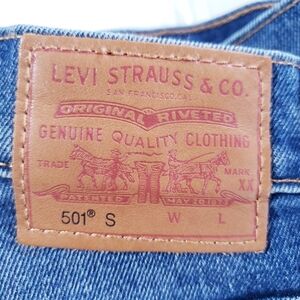 LEVI STRAUSS & CO.
SAN FRANCISCO, CAL.
ORIGINAL RIVETED
GENUINE QUALITY CLOTHING
TRADE MARK
XX
PATENTED MAY 20 1873
501® S W L